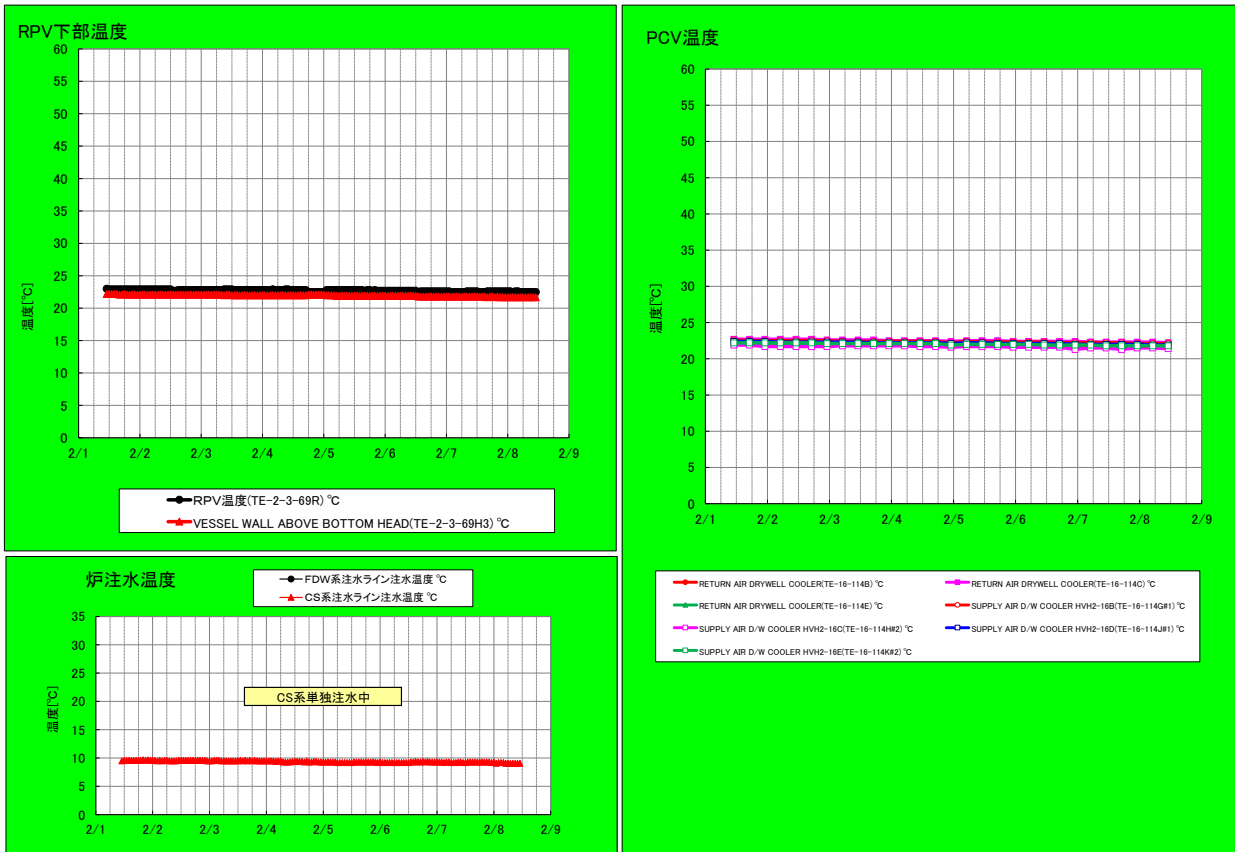 RPV下部温度
60
55
50
45
40
35
30
25
20
15
10
5
0
温度[℃]
2/1 2/2 2/3 2/4 2/5 2/6 2/7 2/8 2/9
RPV温度(TE-2-3-69R) ℃
VESSEL WALL ABOVE BOTTOM HEAD(TE-2-3-69H3) ℃
炉注水温度
FDW系注水ライン注水温度 ℃
CS系注水ライン注水温度 ℃
35
30
25
20
15
10
5
0
温度[℃]
CS系単独注水中
2/1 2/2 2/3 2/4 2/5 2/6 2/7 2/8 2/9
PCV温度
60
55
50
45
40
35
30
25
20
15
10
5
0
温度[℃]
2/1 2/2 2/3 2/4 2/5 2/6 2/7 2/8 2/9
RETURN AIR DRYWELL COOLER(TE-16-114B) ℃
RETURN AIR DRYWELL COOLER(TE-16-114C) ℃
RETURN AIR DRYWELL COOLER(TE-16-114E) ℃
SUPPLY AIR D/W COOLER HVH2-16B(TE-16-114G#1) ℃
SUPPLY AIR D/W COOLER HVH2-16C(TE-16-114H#2) ℃
SUPPLY AIR D/W COOLER HVH2-16D(TE-16-114J#1) ℃
SUPPLY AIR D/W COOLER HVH2-16E(TE-16-114K#2) ℃